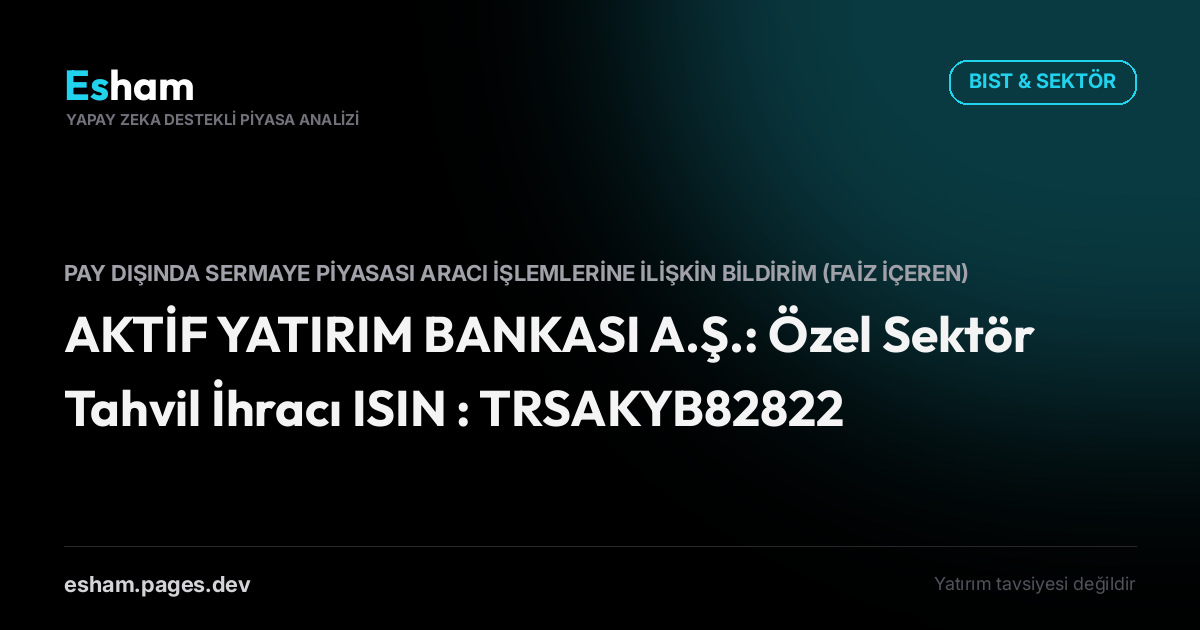 Esham
YAPAY ZEKA DESTEKLİ PİYASA ANALİZİ
BIST & SEKTÖR
PAY DIŞINDA SERMAYE PİYASASI ARACI İŞLEMLERİNE İLİŞKİN BİLDİRİM (FAİZ İÇEREN)
AKTİF YATIRIM BANKASI A.Ş.: Özel Sektör
Tahvil İhracı ISIN : TRSAKYB82822
esham.pages.dev
Yatırım tavsiyesi değildir